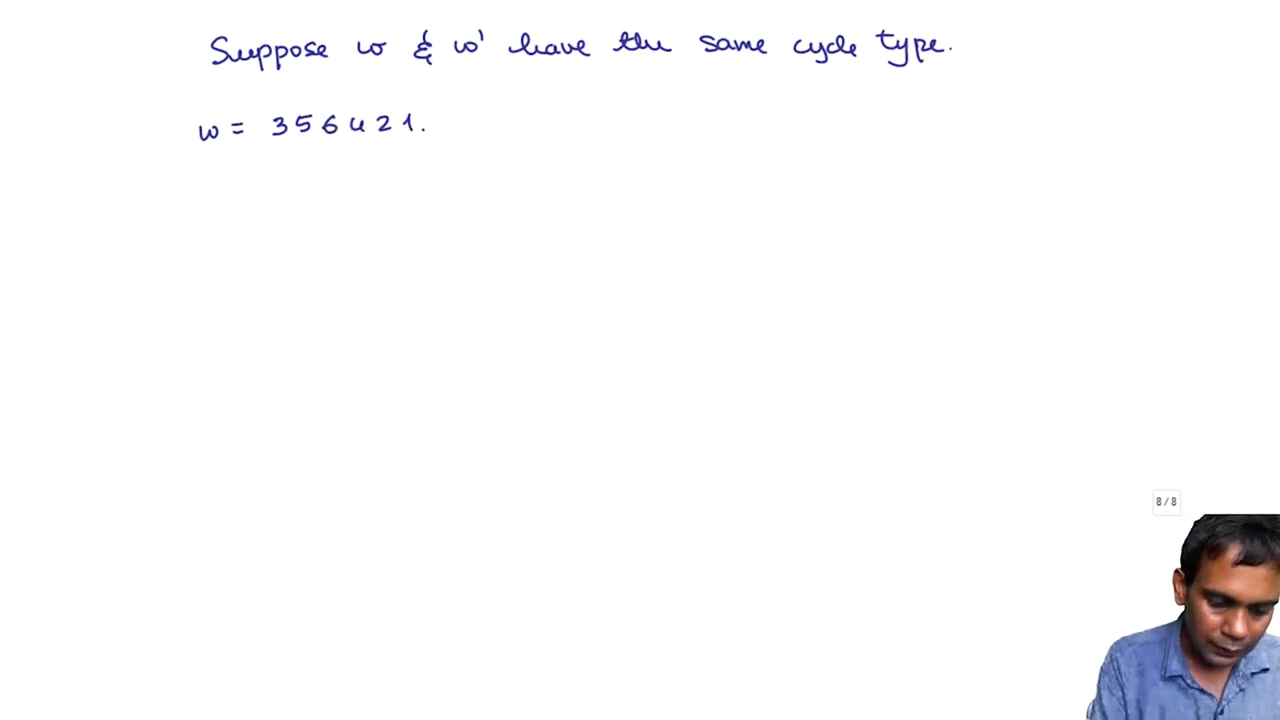 Suppose w & w' have the same cycle type.
w = 356421.
8/8